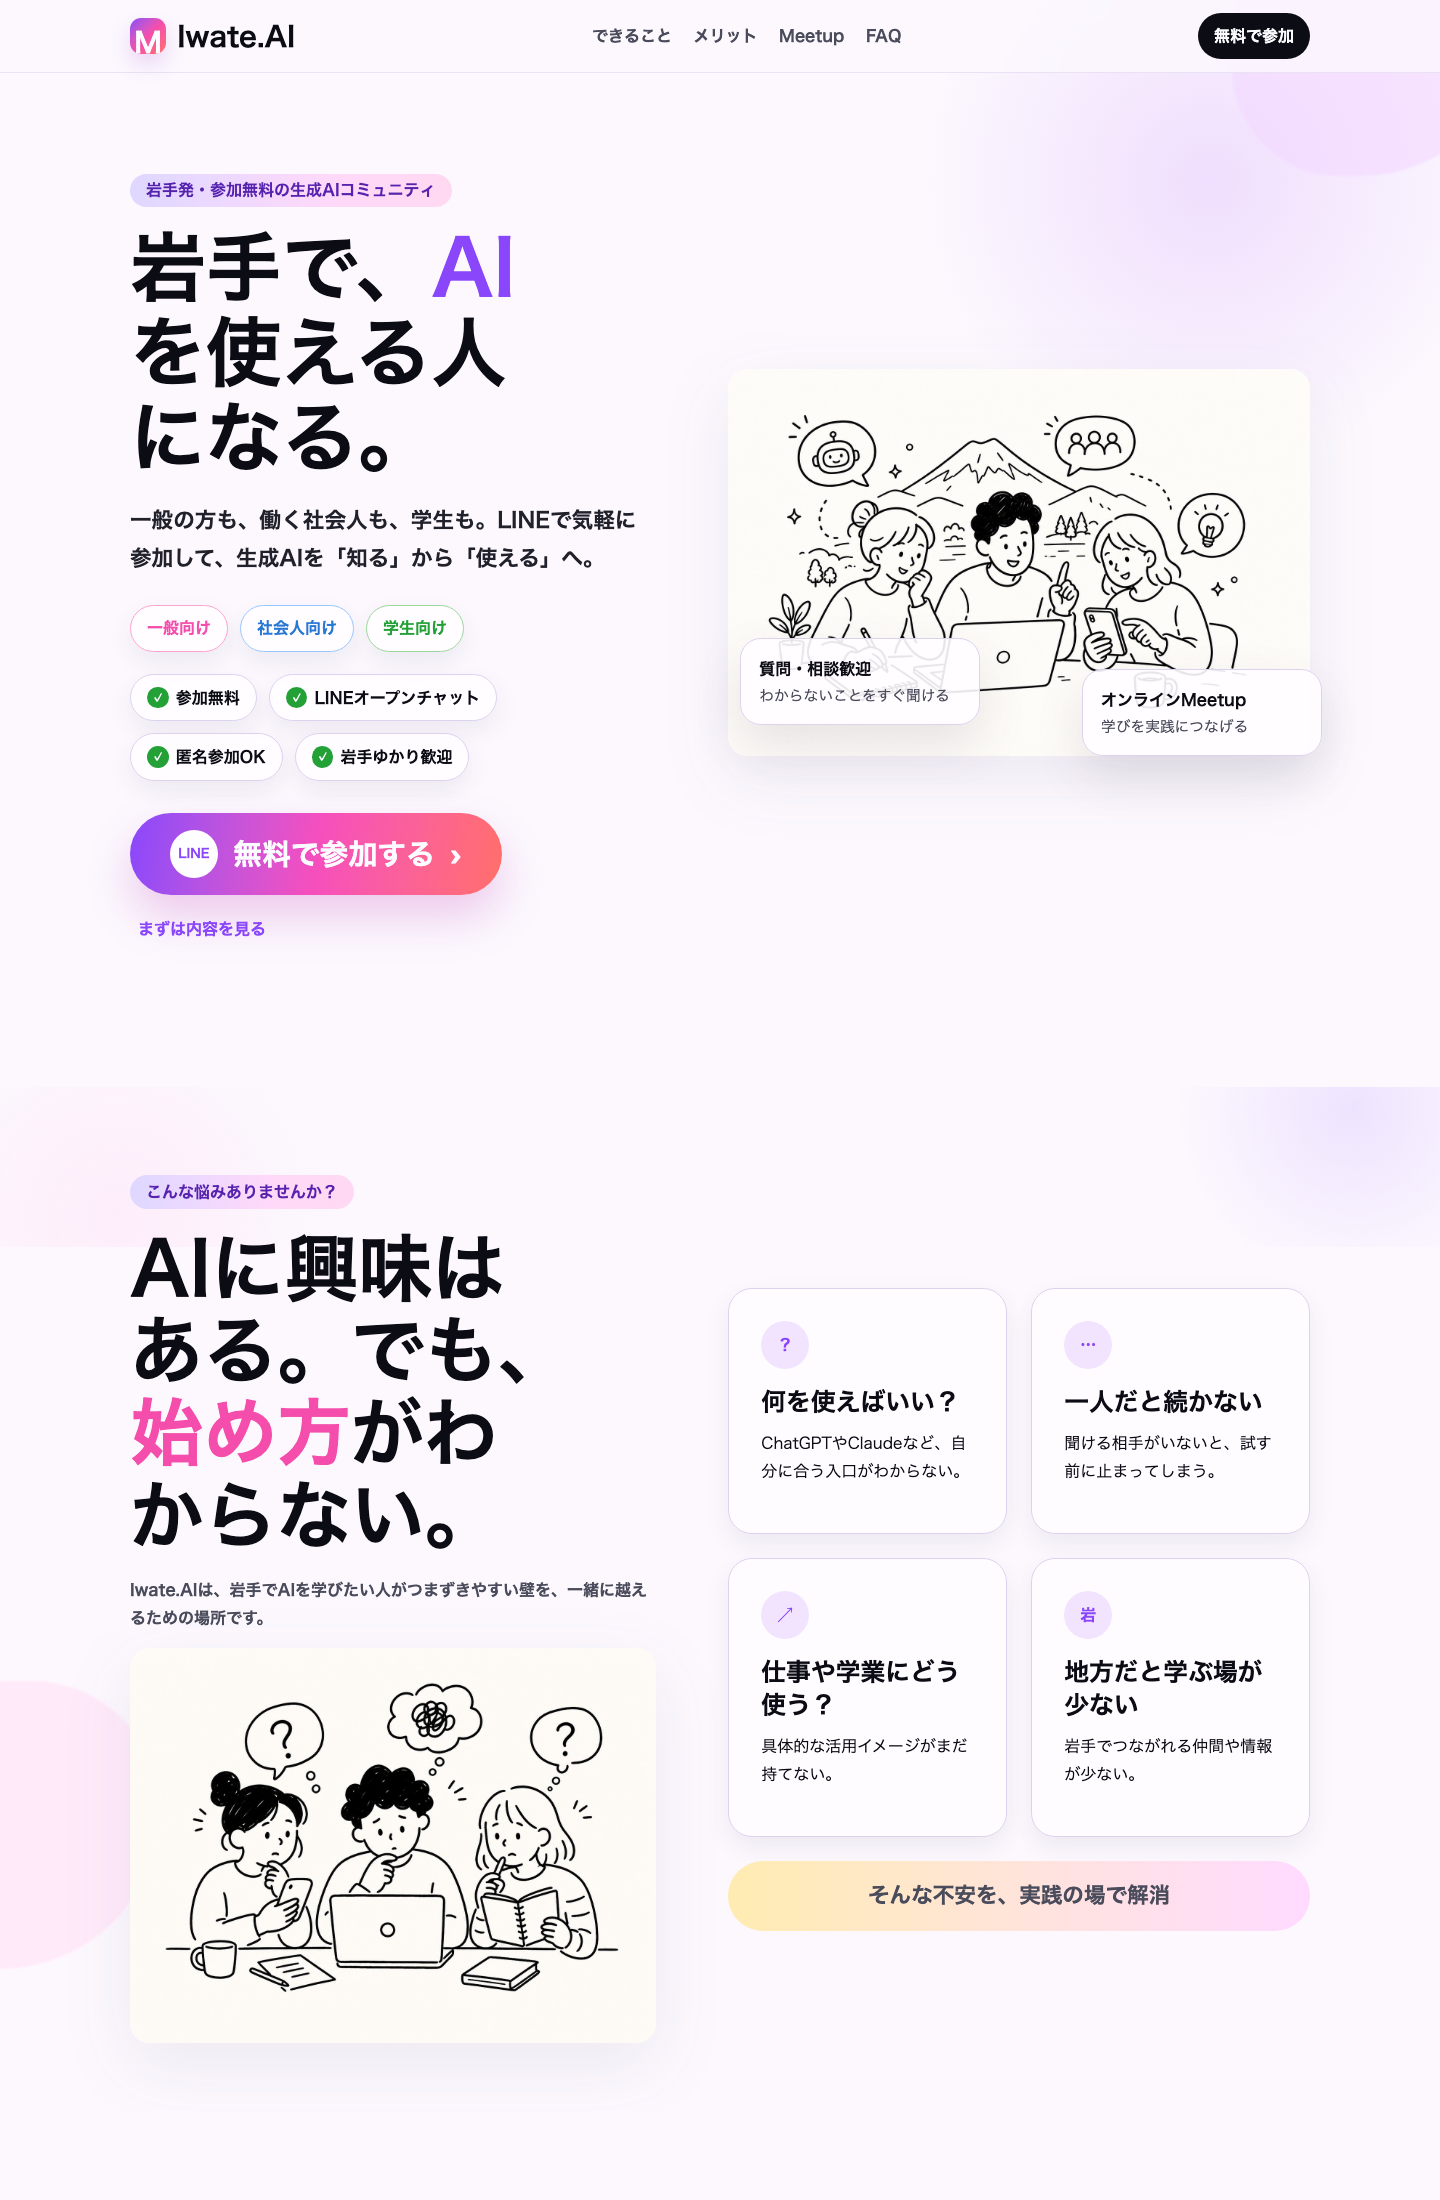 M Iwate.AI
できること メリット Meetup FAQ
無料で参加
岩手発・参加無料の生成AIコミュニティ
岩手で、AI
を使える人
になる。
一般の方も、働く社会人も、学生も。LINEで気軽に
参加して、生成AIを「知る」から「使える」へ。
一般向け 社会人向け 学生向け
✓ 参加無料 ✓ LINEオープンチャット
✓ 匿名参加OK ✓ 岩手ゆかり歓迎
LINE 無料で参加する ›
まずは内容を見る
質問・相談歓迎
わからないことをすぐ聞ける
オンラインMeetup
学びを実践につなげる
こんな悩みありませんか？
AIに興味は
ある。でも、
始め方がわ
からない。
Iwate.AIは、岩手でAIを学びたい人がつまずきやすい壁を、一緒に越え
るための場所です。
? ? 
?
何を使えばいい？
ChatGPTやClaudeなど、自
分に合う入口がわからない。
…
一人だと続かない
聞ける相手がいないと、試す
前に止まってしまう。
↗
仕事や学業にどう
使う？
具体的な活用イメージがまだ
持てない。
岩
地方だと学ぶ場が
少ない
岩手でつながれる仲間や情報
が少ない。
そんな不安を、実践の場で解消